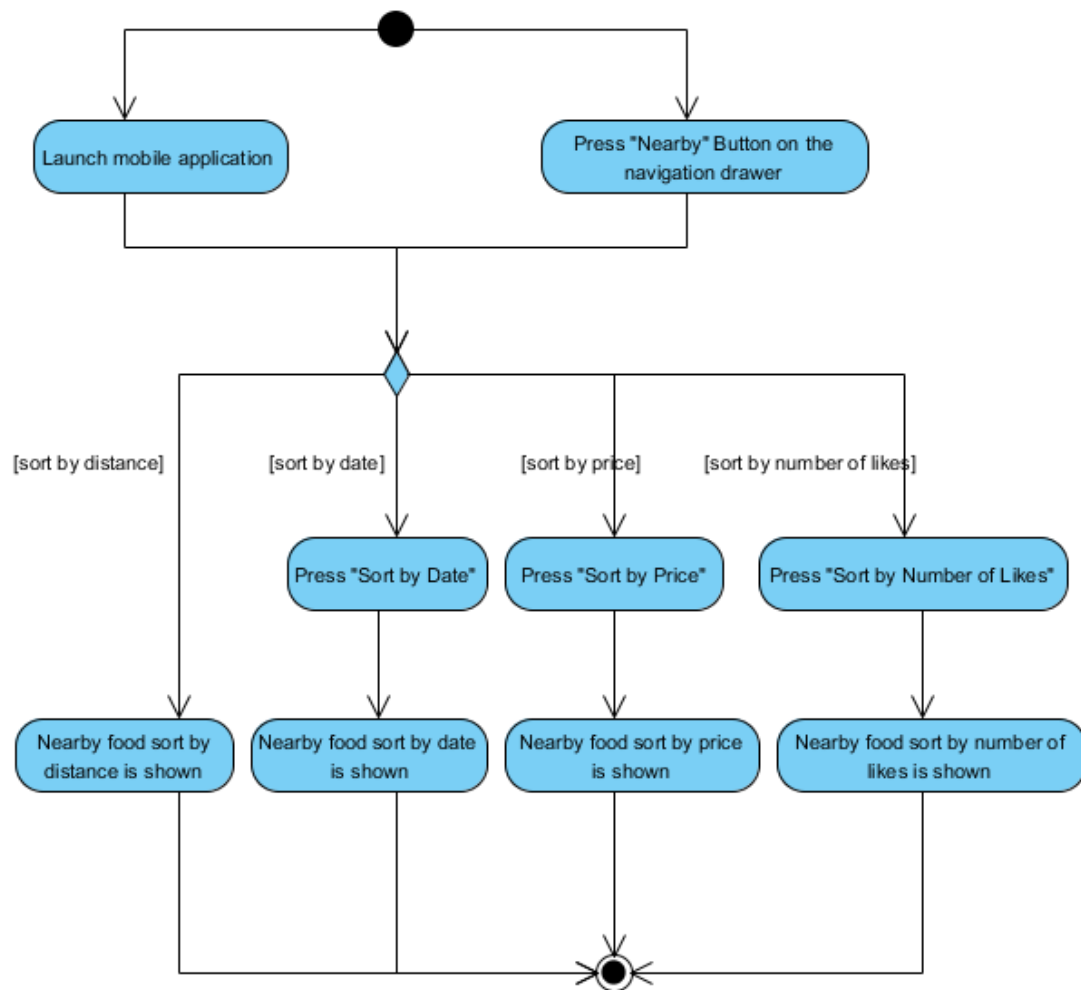 Launch mobile application
Press "Nearby" Button on the
navigation drawer
[sort by distance]
[sort by date]
[sort by price]
[sort by number of likes]
Press "Sort by Date"
Press "Sort by Price"
Press "Sort by Number of Likes"
Nearby food sort by
distance is shown
Nearby food sort by date
is shown
Nearby food sort by price
is shown
Nearby food sort by number of
likes is shown